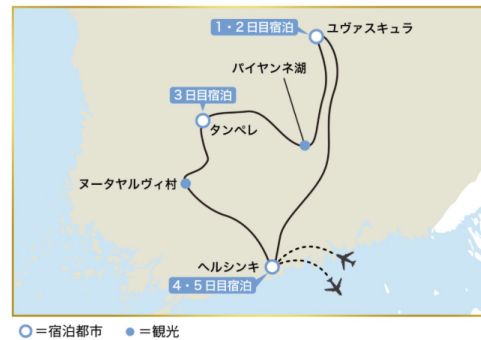 1・2日目宿泊
ユヴァスキュラ
パイヤンネ湖
3日目宿泊
タンペレ
ヌータヤルヴィ村
ヘルシンキ
4・5日目宿泊
=宿泊都市 =観光